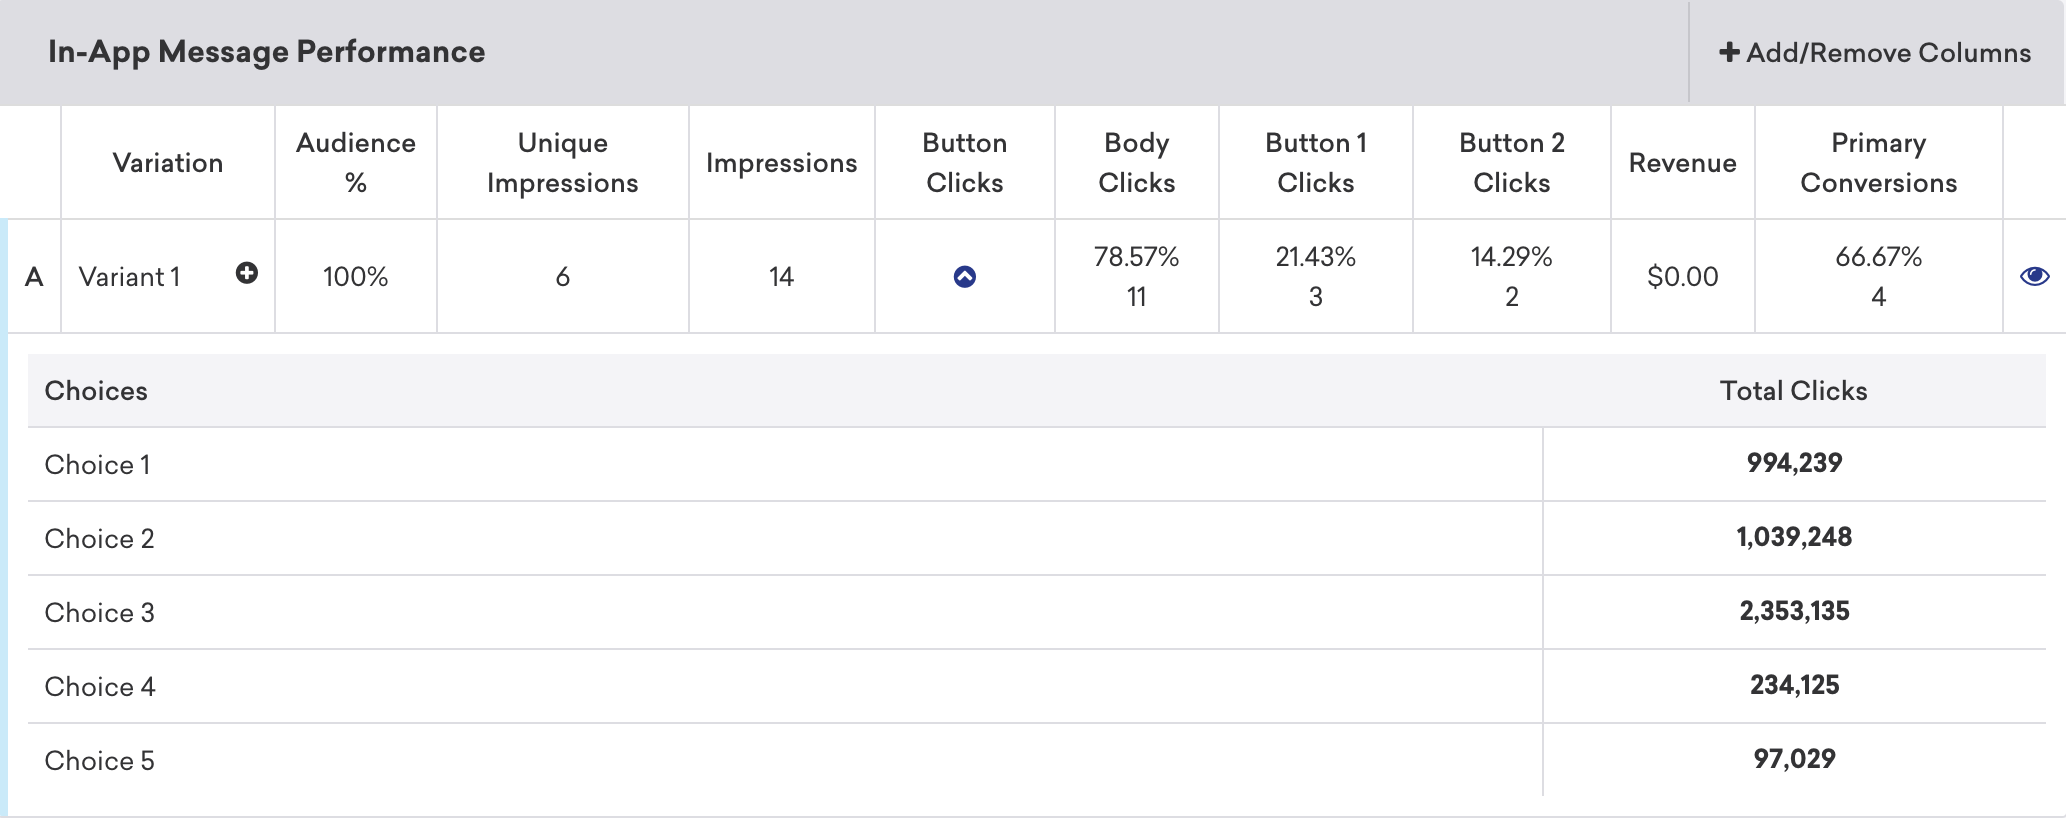 In-App Message Performance
Add/Remove Columns
Variation
Audience %
Unique Impressions
Impressions
Button Clicks
Body Clicks
Button 1 Clicks
Button 2 Clicks
Revenue
Primary Conversions
A
Variant 1
100%
6
14
78.57%
11
21.43%
3
14.29%
2
$0.00
66.67%
4
Choices
Total Clicks
Choice 1
994,239
Choice 2
1,039,248
Choice 3
2,353,135
Choice 4
234,125
Choice 5
97,029